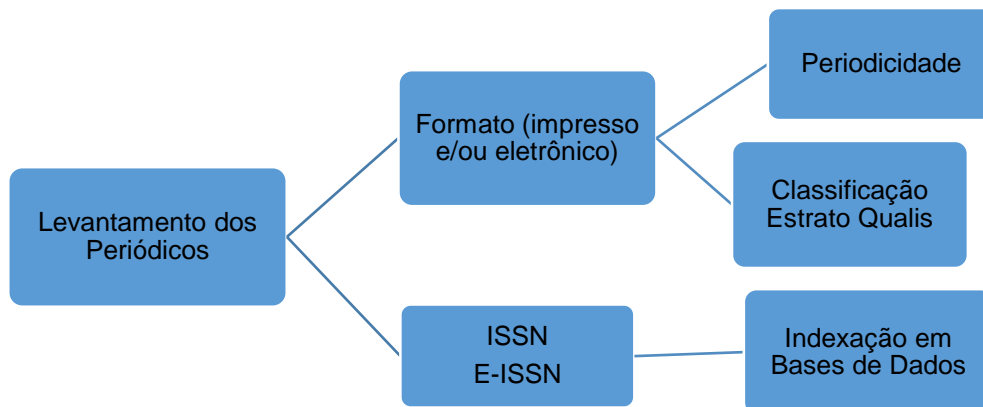 Levantamento dos
Periódicos
Formato (impresso
e/ou eletrônico)
Periodicidade
Classificação
Estrato Qualis
ISSN
E-ISSN
Indexação em
Bases de Dados